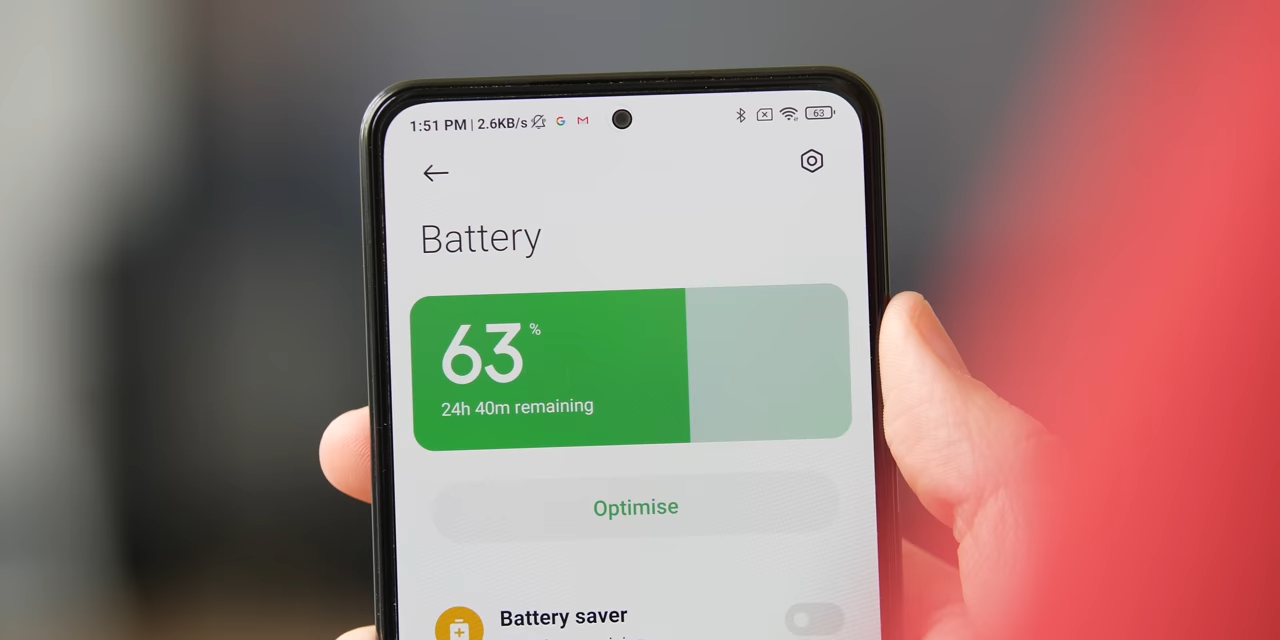 1:51 PM | 2.6KB/s G M 63
Battery
63%
24h 40m remaining
Optimise
Battery saver